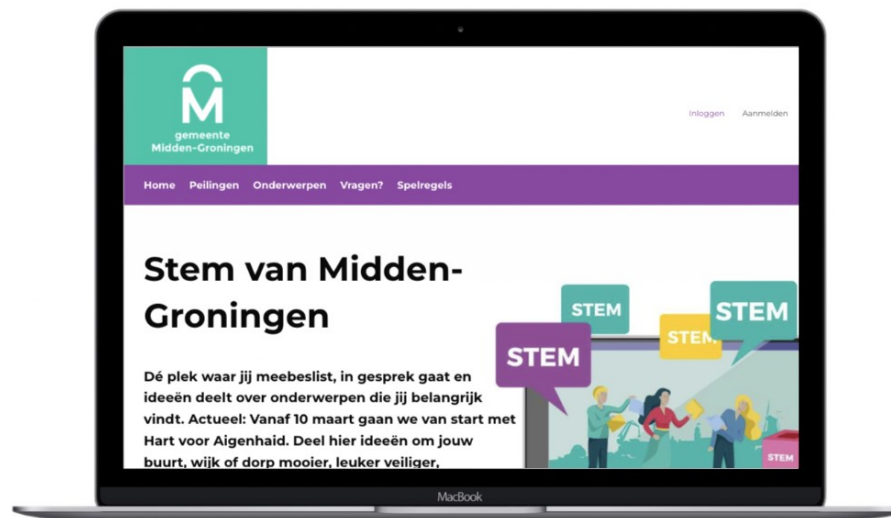 gemeente
Midden-Groningen
Inloggen Aanmelden
Home Peilingen Onderwerpen Vragen? Spelregels
Stem van Midden-
Groningen
Dé plek waar jij meebeslist, in gesprek gaat en
ideeën deelt over onderwerpen die jij belangrijk
vindt. Actueel: Vanaf 10 maart gaan we van start met
Hart voor Aigenhaid. Deel hier ideeën om jouw
buurt, wijk of dorp mooier, leuker veiliger,
STEM
STEM
STEM
STEM
STEM
MacBook